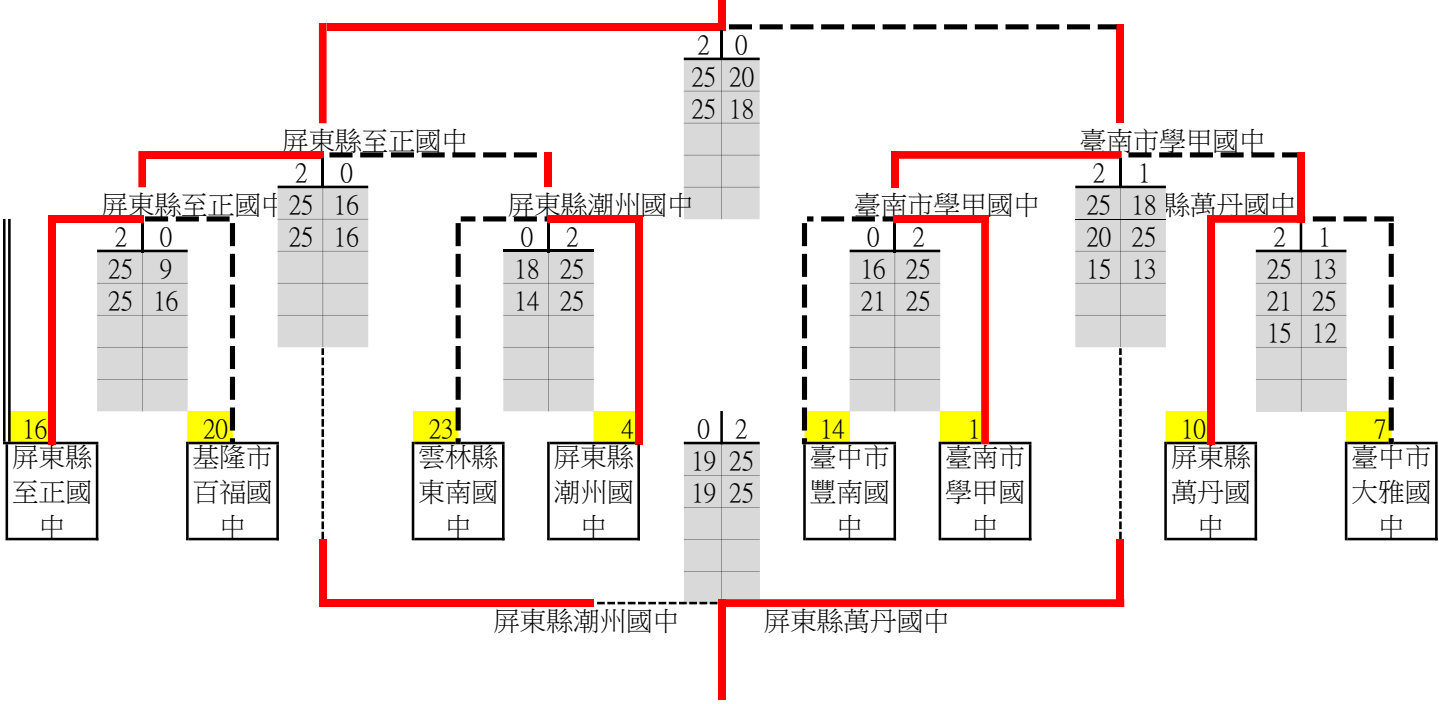 2 0
25 20
25 18
屏東縣至正國中
臺南市學甲國中
2 0
25 16
25 16
2 1
25 18
20 25
15 13
屏東縣至正國中
屏東縣潮州國中
臺南市學甲國中
縣萬丹國中
2 0
25 9
25 16
0 2
18 25
14 25
0 2
16 25
21 25
2 1
25 13
21 25
15 12
16
20
23
4
0 2
19 25
19 25
14
1
10
7
屏東縣
至正國
中
基隆市
百福國
中
雲林縣
東南國
中
屏東縣
潮州國
中
臺中市
豐南國
中
臺南市
學甲國
中
屏東縣
萬丹國
中
臺中市
大雅國
中
屏東縣潮州國中
屏東縣萬丹國中